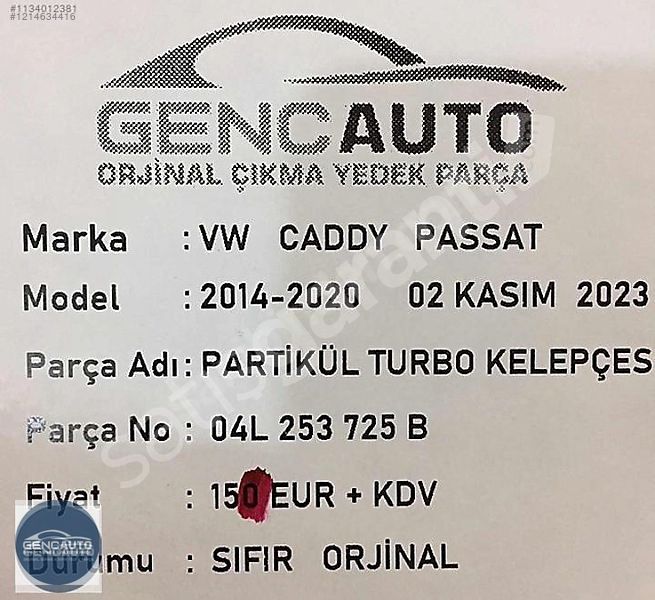 #1134012381
#1214634416
GENCAUTO
ORJİNAL ÇIKMA YEDEK PARÇA
Marka : VW CADDY PASSAT
Model : 2014-2020 02 KASIM 2023
Parça Adı: PARTİKÜL TURBO KELEPÇES
Parça No : 04L 253 725 B
Fiyat : 150 EUR + KDV
Durumu : SIFIR ORJİNAL
GENCAUTO